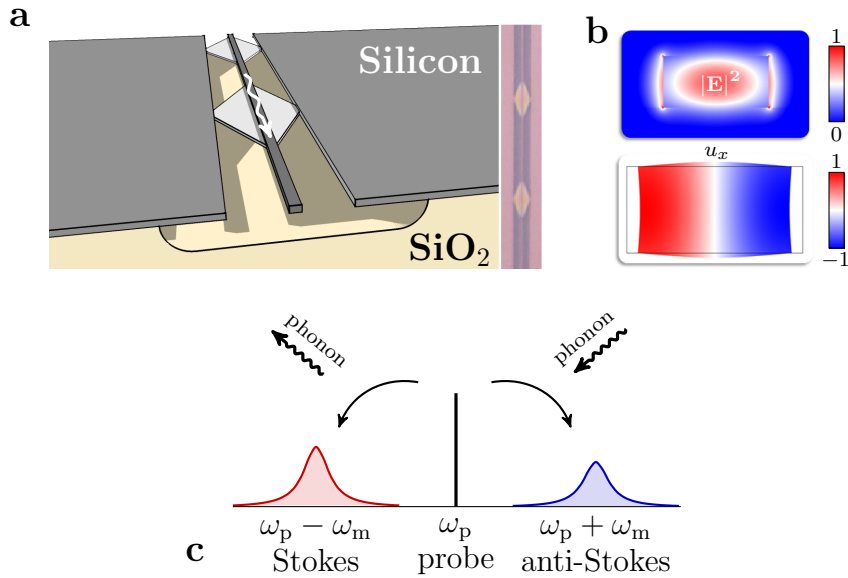 a
Silicon
SiO₂
b
|E|²
1
0
uₓ
1
−1
phonon
phonon
ωₚ − ωₘ
ωₚ
ωₚ + ωₘ
Stokes
probe
anti-Stokes
c